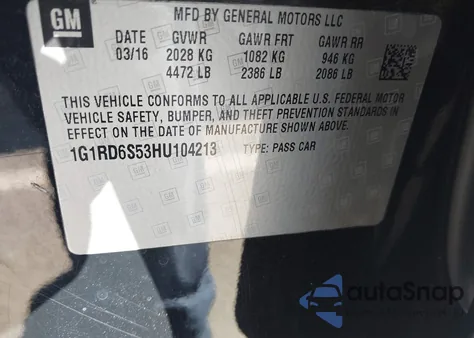 GM
MFD BY GENERAL MOTORS LLC
DATE GVWR GAWR FRT GAWR RR
03/16 2028 KG 1082 KG 946 KG
4472 LB 2386 LB 2086 LB
THIS VEHICLE CONFORMS TO ALL APPLICABLE U.S. FEDERAL MOTOR
VEHICLE SAFETY, BUMPER, AND THEFT PREVENTION STANDARDS IN
EFFECT ON THE DATE OF MANUFACTURE SHOWN ABOVE.
1G1RD6S53HU104213 TYPE: PASS CAR
autoSnap